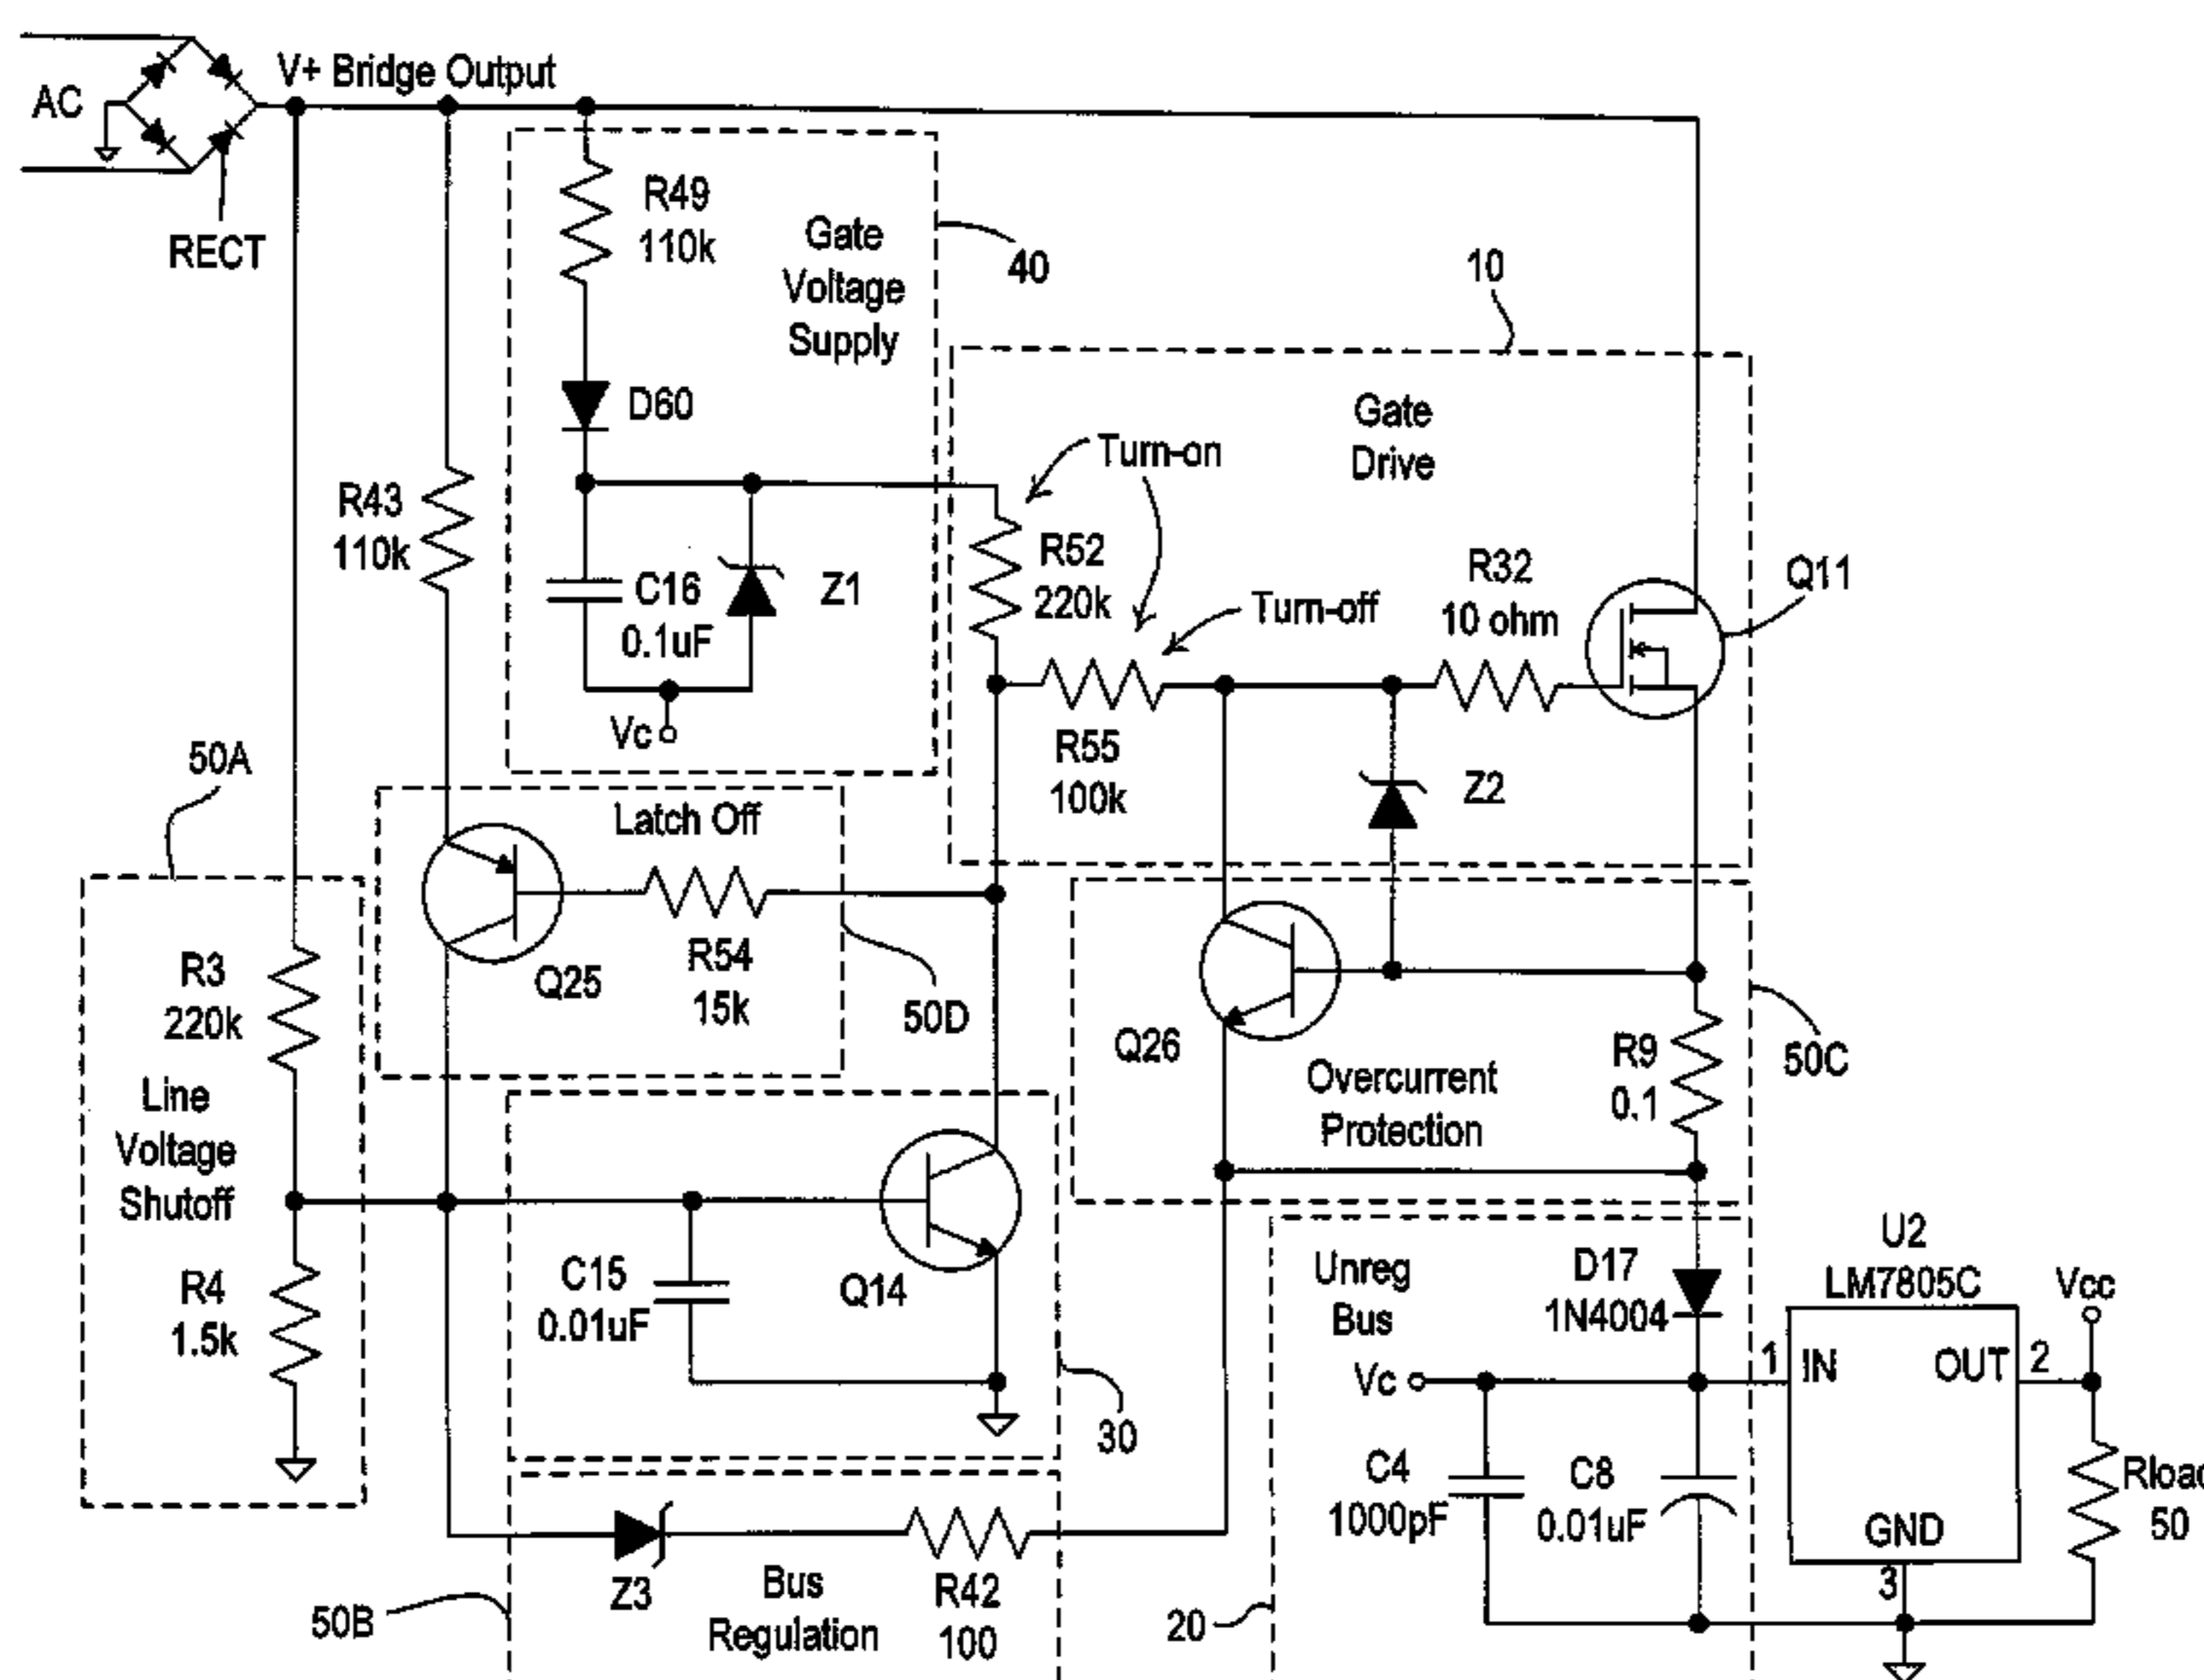 AC
V+ Bridge Output
RECT
R49
110k
Gate
Voltage
Supply
40
10
D60
Gate
Drive
Turn-on
R43
110k
C16
0.1uF
Z1
R52
220k
Turn-off
R32
10 ohm
Q11
Vc
R55
100k
Z2
50A
Latch Off
R54
15k
Q25
50D
R3
220k
Line
Voltage
Shutoff
R4
1.5k
Q26
Overcurrent
Protection
R9
0.1
50C
C15
0.01uF
Q14
30
Unreg
Bus
D17
1N4004
U2
LM7805C
Vcc
Vc
1
IN
OUT
2
C4
1000pF
C8
0.01uF
GND
3
Rload
50
50B
Z3
Bus
Regulation
R42
100
20